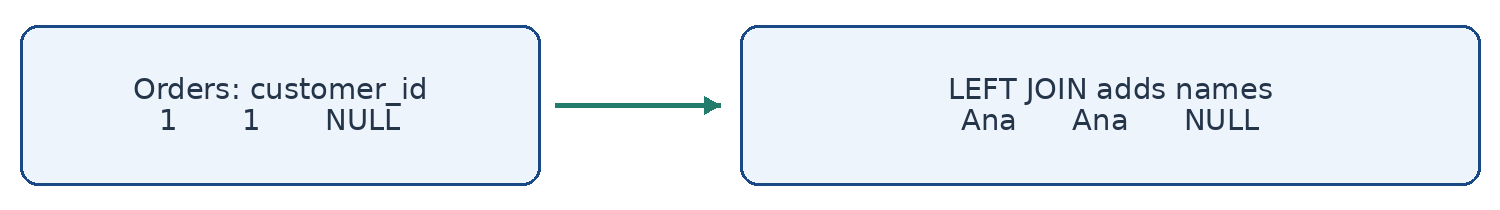 Orders: customer_id
1 1 NULL
LEFT JOIN adds names
Ana Ana NULL